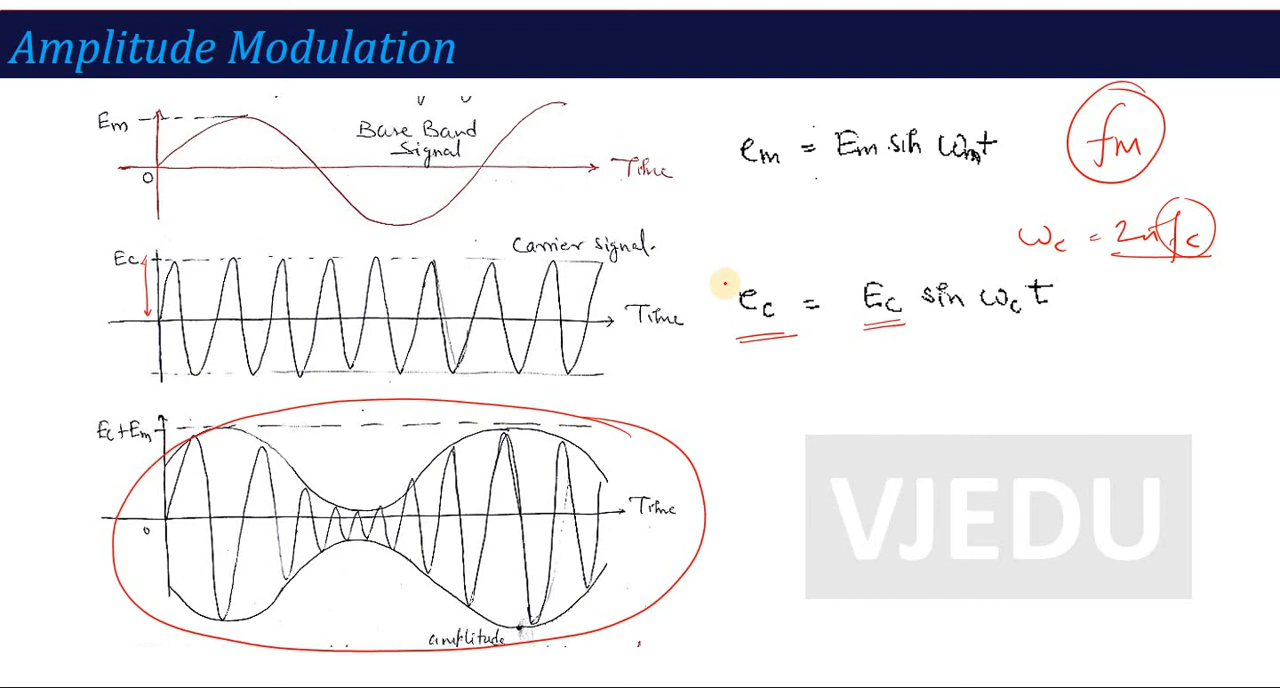 Amplitude Modulation
Em
Base Band
Signal
Time
0
em = Em sin ωmt
fm
ωc = 2πfc
Ec
Carrier signal.
Time
ec = Ec sin ωct
Ec+Em
Time
0
amplitude
VJEDU